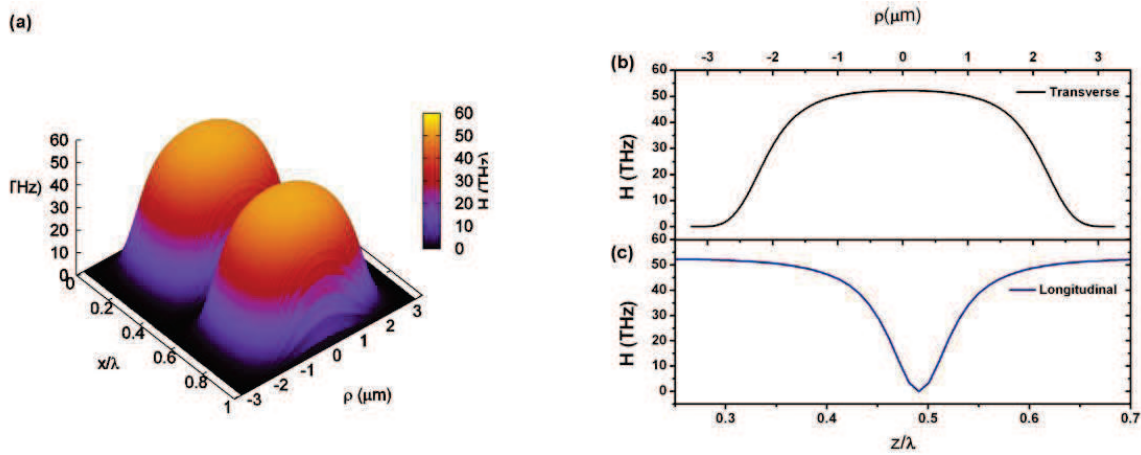 (a)
60
50
40
ГHz) 30
20
10
0
0
0.2
0.4
0.6
0.8
1
x/λ
-3
-2
-1
0
1
2
3
ρ (μm)
60
50
40
30
20
10
0
H (THz)
ρ(μm)
-3 -2 -1 0 1 2 3
(b)
60
50
40
30
20
10
0
H (THz)
Transverse
(c)
60
50
40
30
20
10
0
H (THz)
Longitudinal
0.3 0.4 0.5 0.6 0.7
z/λ